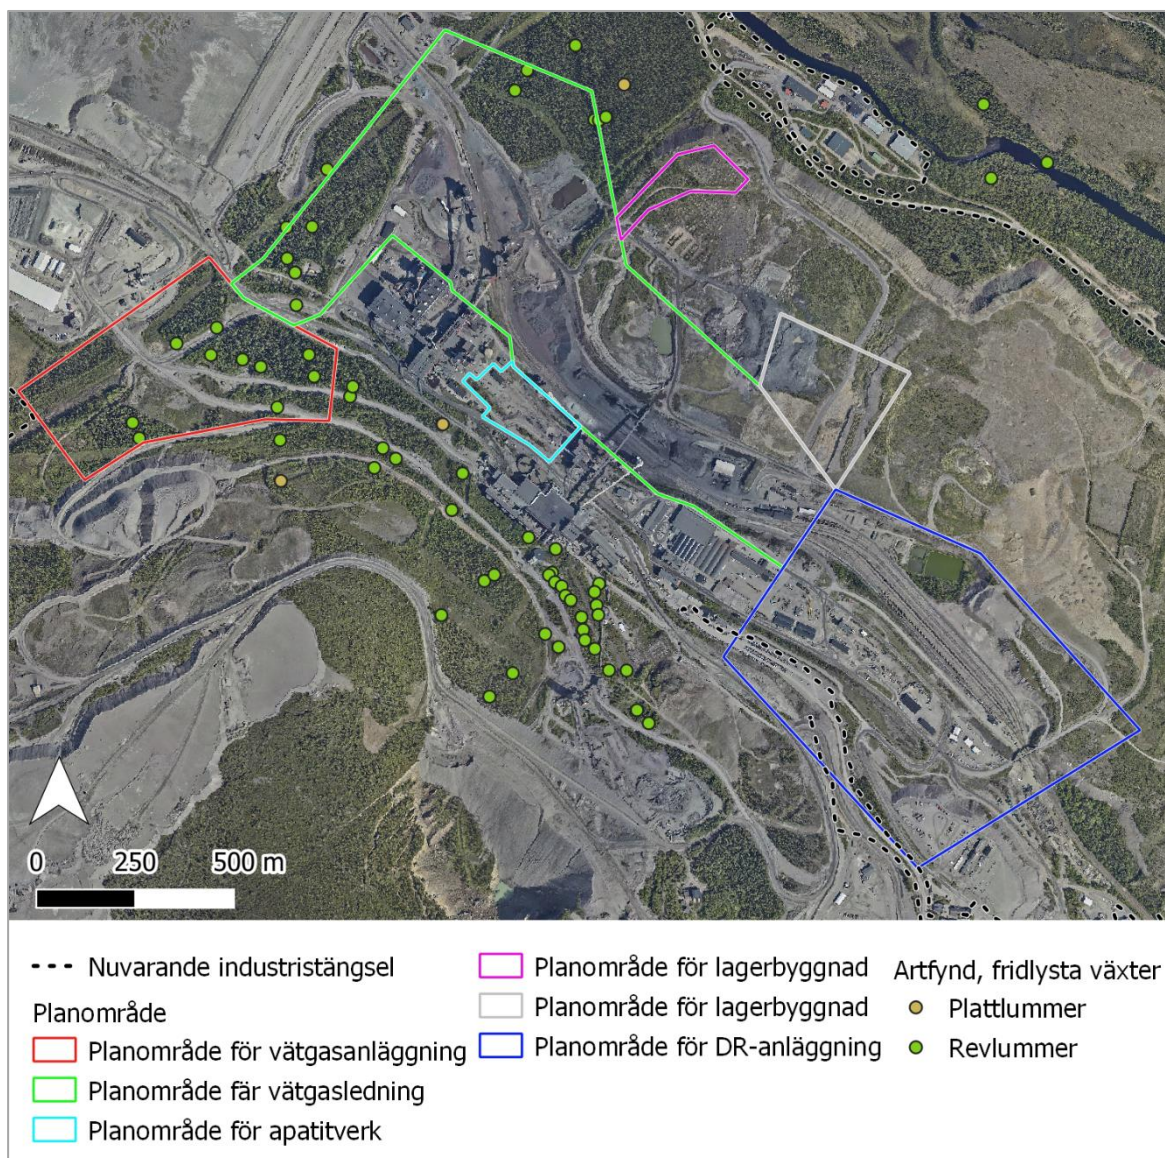 0 250 500 m
Nuvarande industristängsel
Planområde
Planområde för vätgasanläggning
Planområde fär vätgasledning
Planområde för apatitverk
Planområde för lagerbyggnad
Planområde för lagerbyggnad
Planområde för DR-anläggning
Artfynd, fridlysta växter
Plattlummer
Revlummer